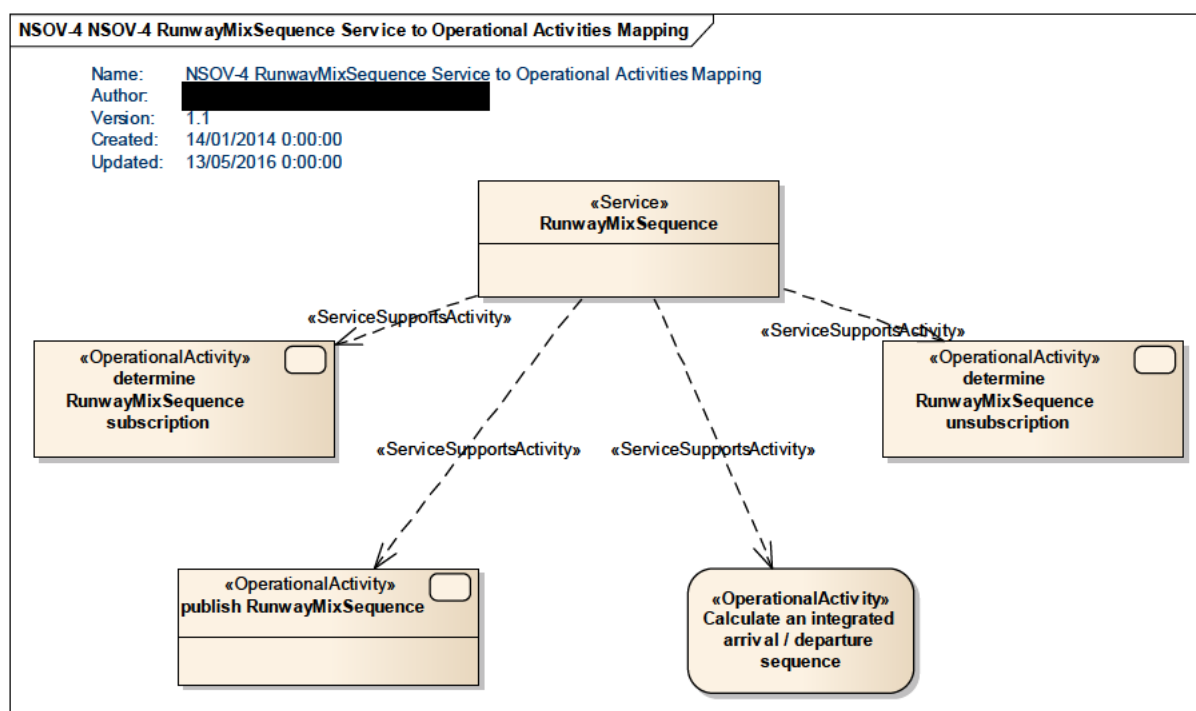 NSOV-4 NSOV-4 RunwayMixSequence Service to Operational Activities Mapping
Name: NSOV-4 RunwayMixSequence Service to Operational Activities Mapping
Author:
Version: 1.1
Created: 14/01/2014 0:00:00
Updated: 13/05/2016 0:00:00
«Service»
RunwayMixSequence
«ServiceSupportsActivity»
«ServiceSupportsActivity»
«OperationalActivity»
determine
RunwayMixSequence
subscription
«OperationalActivity»
determine
RunwayMixSequence
unsubscription
«ServiceSupportsActivity»
«ServiceSupportsActivity»
«OperationalActivity»
publish RunwayMixSequence
«OperationalActivity»
Calculate an integrated
arrival / departure
sequence